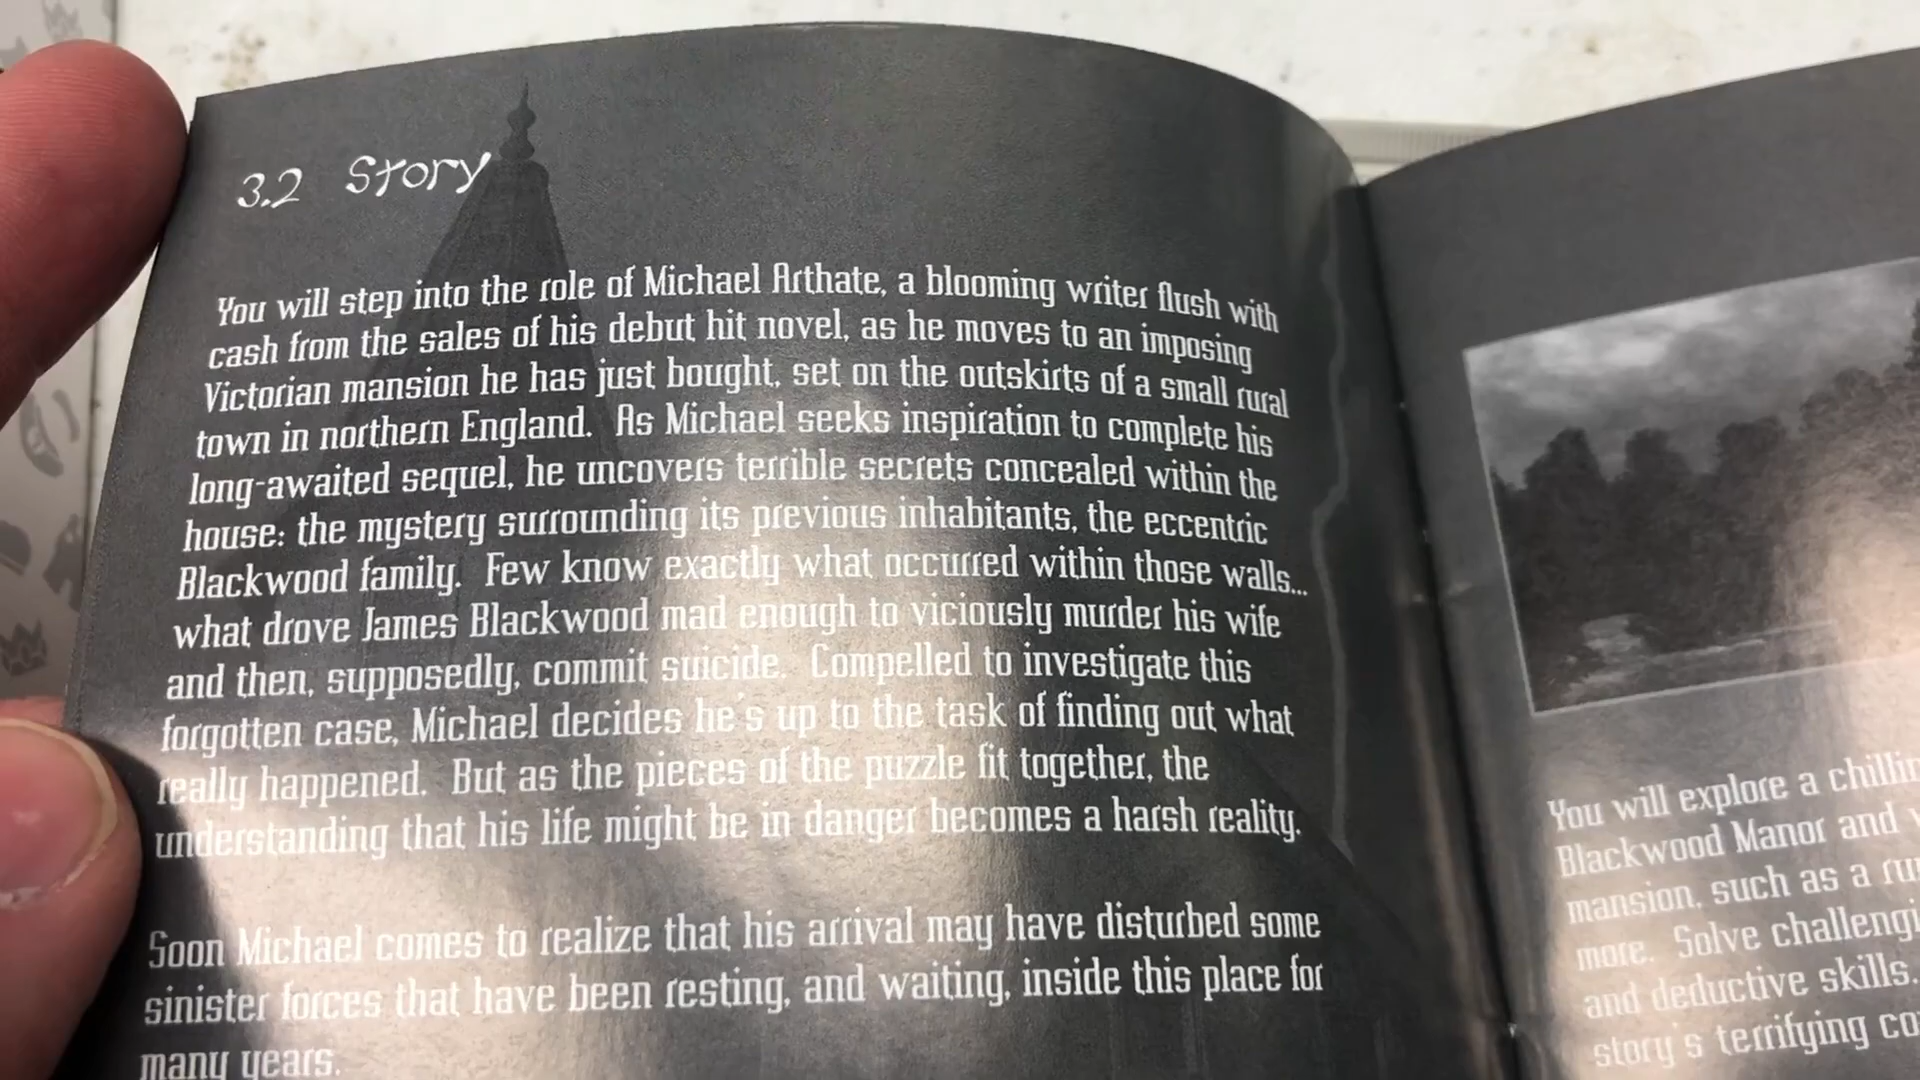 3.2 Story
You will step into the role of Michael Arthate, a blooming writer flush with
cash from the sales of his debut hit novel, as he moves to an imposing
Victorian mansion he has just bought, set on the outskirts of a small rural
town in northern England. As Michael seeks inspiration to complete his
long-awaited sequel, he uncovers terrible secrets concealed within the
house: the mystery surrounding its previous inhabitants, the eccentric
Blackwood family. Few know exactly what occurred within those walls...
what drove James Blackwood mad enough to viciously murder his wife
and then, supposedly, commit suicide. Compelled to investigate this
forgotten case, Michael decides he's up to the task of finding out what
really happened. But as the pieces of the puzzle fit together, the
understanding that his life might be in danger becomes a harsh reality.
Soon Michael comes to realize that his arrival may have disturbed some
sinister forces that have been resting, and waiting, inside this place for
many years.
You will explore a
Blackwood Manor and
mansion, such as a
more. Solve
and deductive skills.
story's terrifying